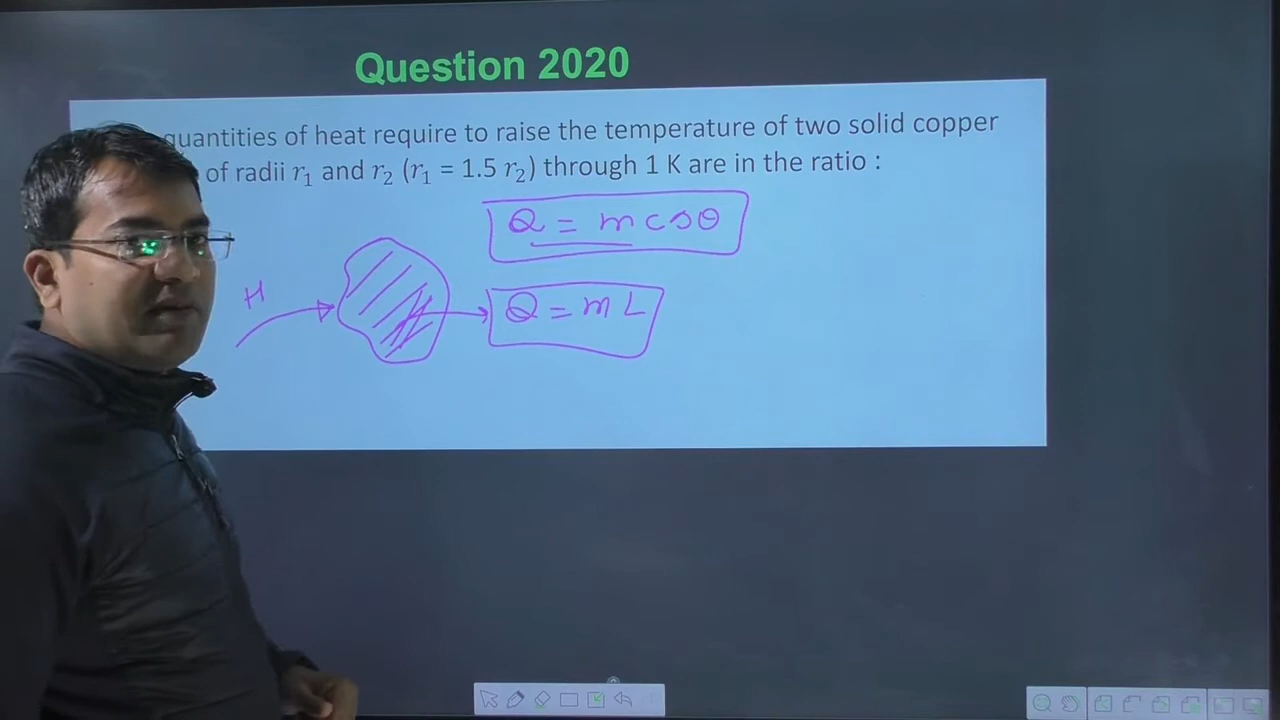 Question 2020
quantities of heat require to raise the temperature of two solid copper
of radii r₁ and r₂ (r₁ = 1.5 r₂) through 1 K are in the ratio :
Q = mcΔθ
H
Q = mL